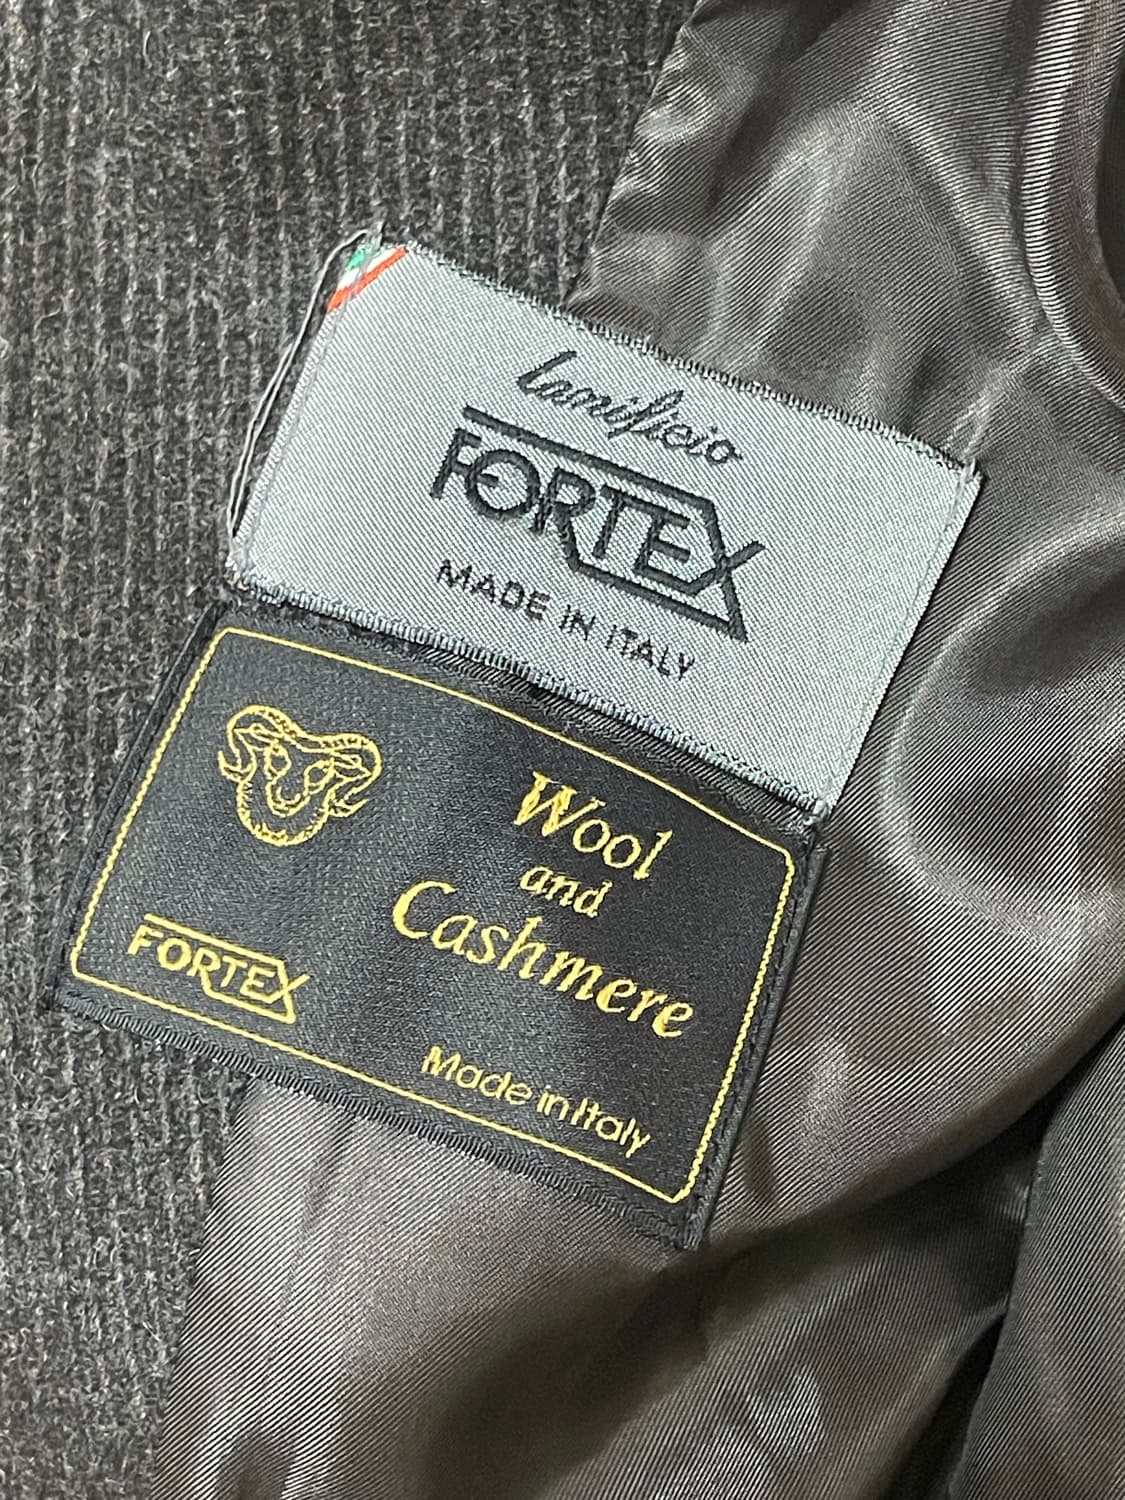 Lanificio
FORTEX
MADE IN ITALY
Wool
and
Cashmere
FORTEX
Made in Italy